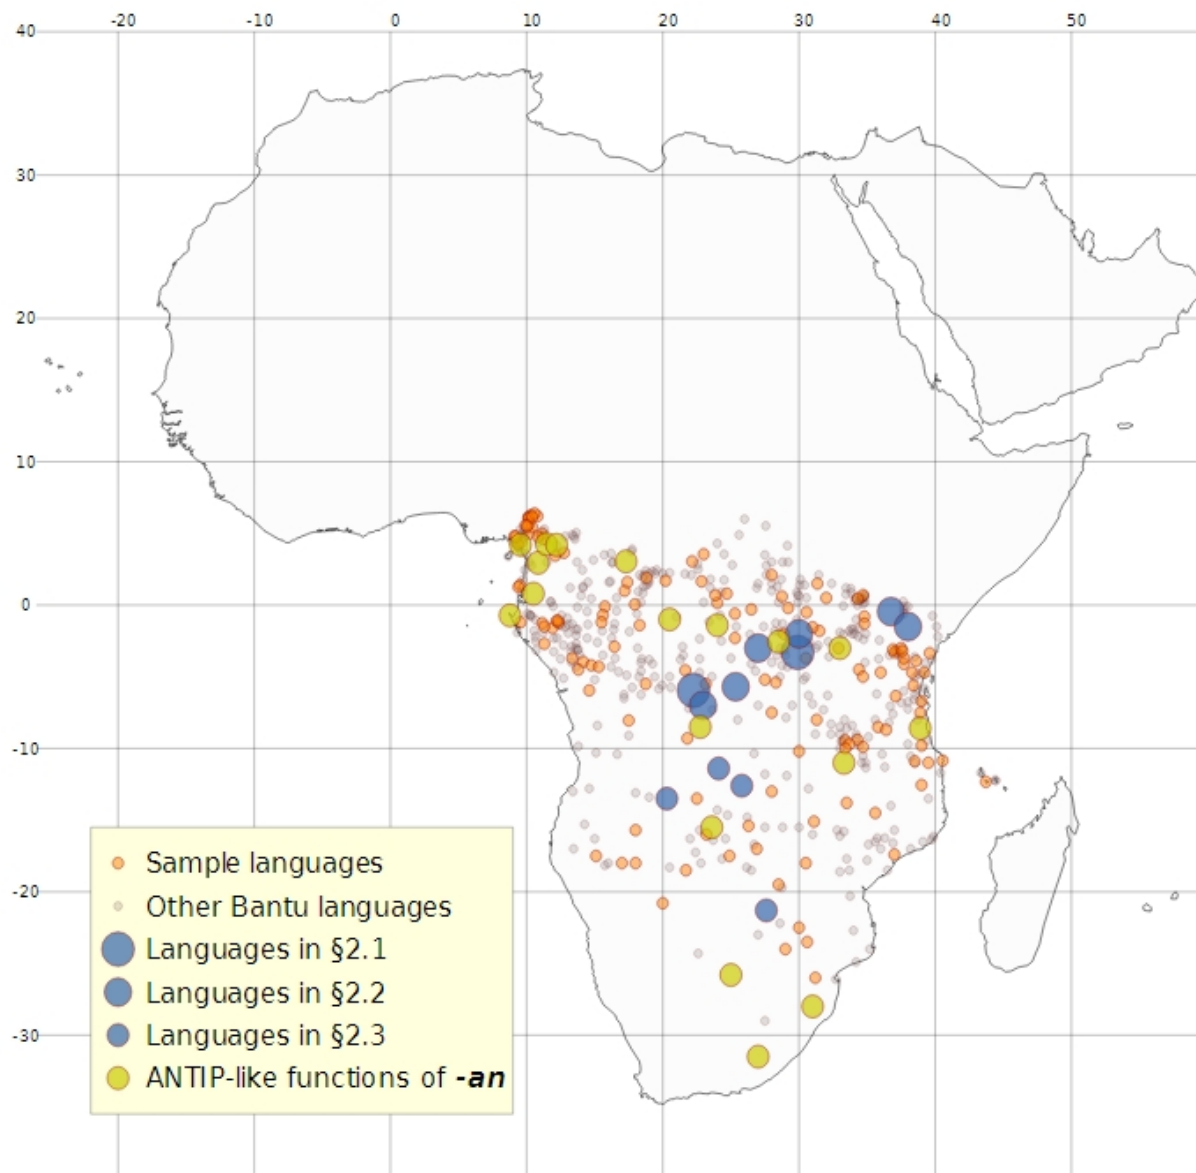 -20 -10 0 10 20 30 40 50
40
30
20
10
0
-10
-20
-30
Sample languages
Other Bantu languages
Languages in §2.1
Languages in §2.2
Languages in §2.3
ANTIP-like functions of -an